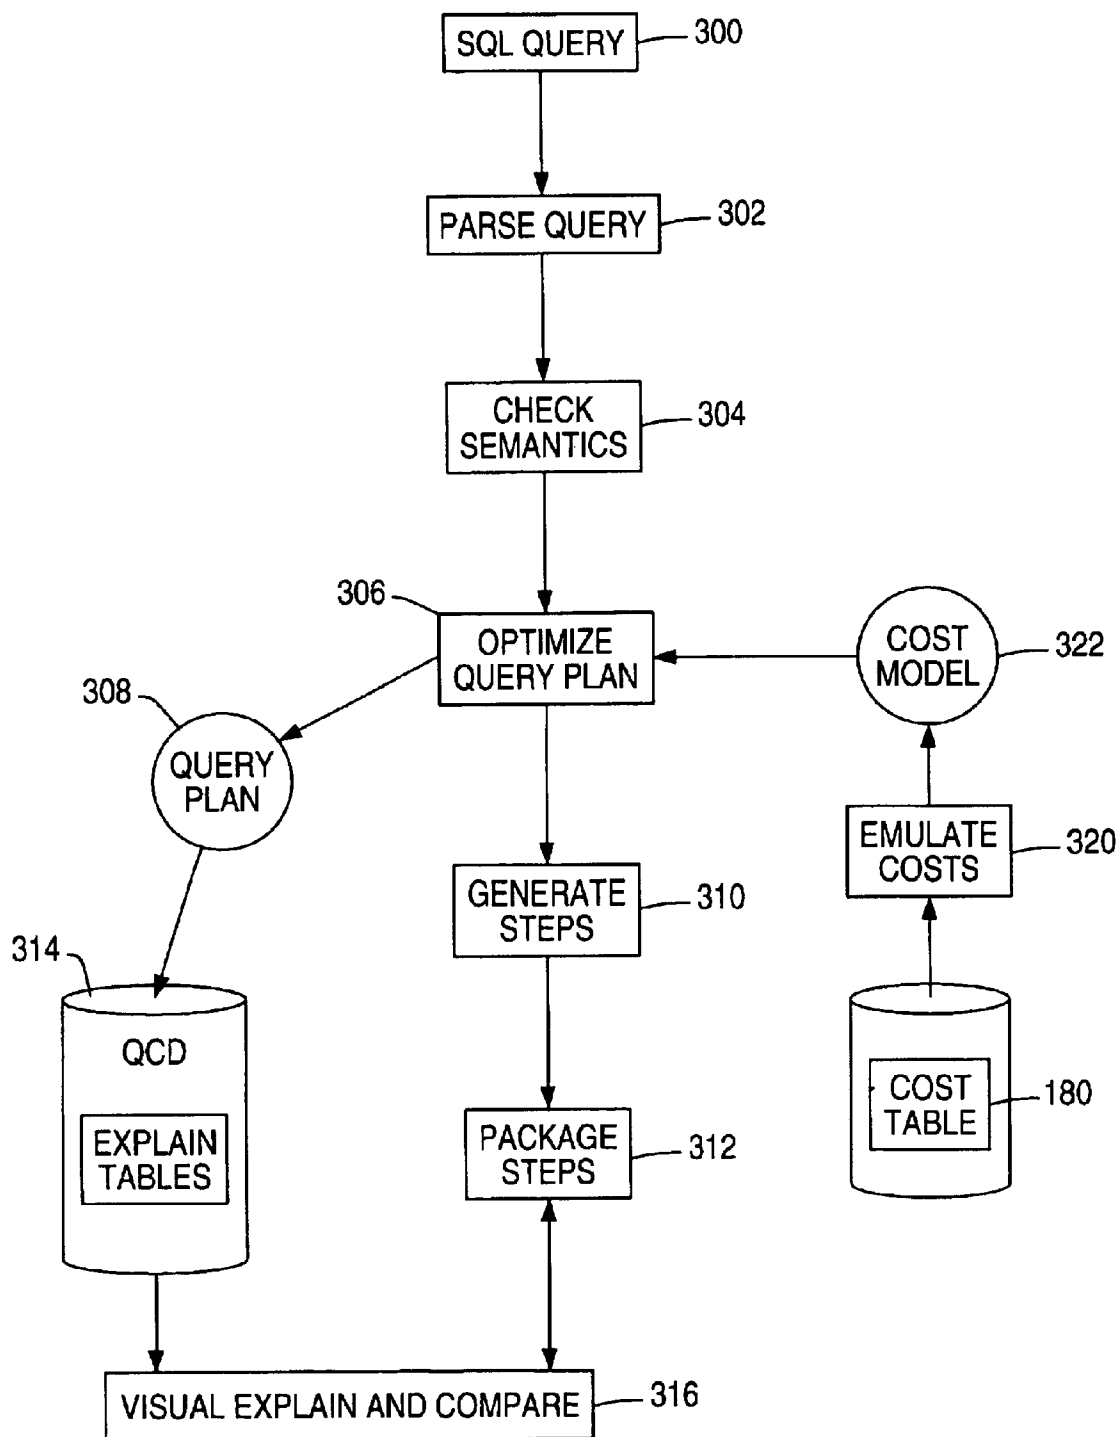 SQL QUERY
300
PARSE QUERY
302
CHECK
SEMANTICS
304
306
OPTIMIZE
QUERY PLAN
COST
MODEL
322
308
QUERY
PLAN
EMULATE
COSTS
320
GENERATE
STEPS
310
314
QCD
EXPLAIN
TABLES
COST
TABLE
180
PACKAGE
STEPS
312
VISUAL EXPLAIN AND COMPARE
316